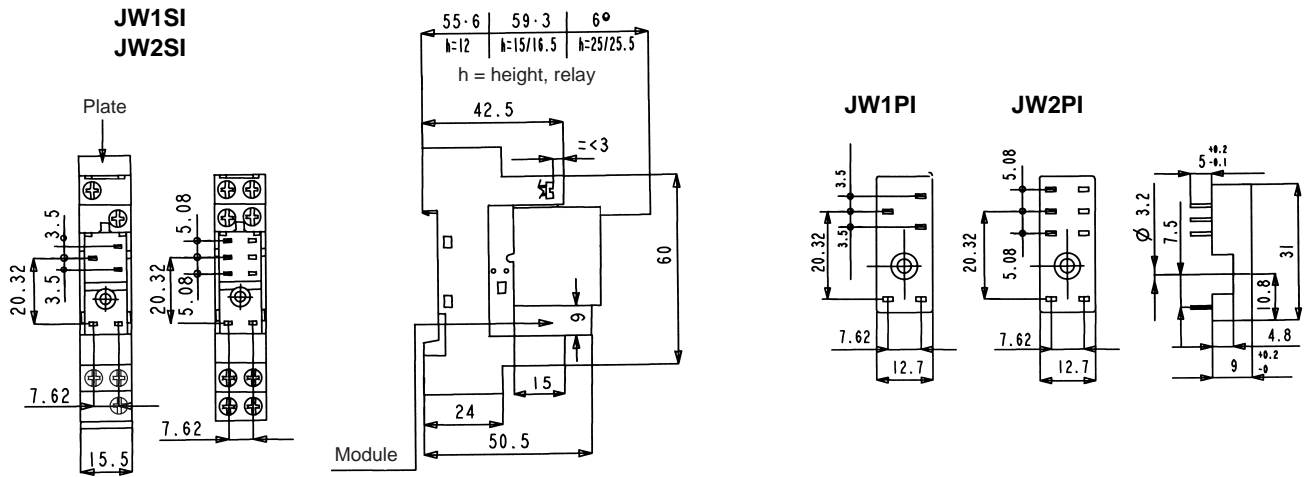 JW1SI
JW2SI
Plate
3.5
20.32
3.5
7.62
15.5
5.08
20.32
5.08
7.62
55·6 59·3
h=12 h=15/16.5 h=25/25.5
h = height, relay
42.5
=<3
60
9
15
24
50.5
Module
JW1PI
3.5
20.32
3.5
7.62
12.7
JW2PI
5.08
20.32
5.08
7.62
12.7
5 +0.2 -0.1
Ø 3.2
7.5
31
10.8
4.8
9 +0.2 -0